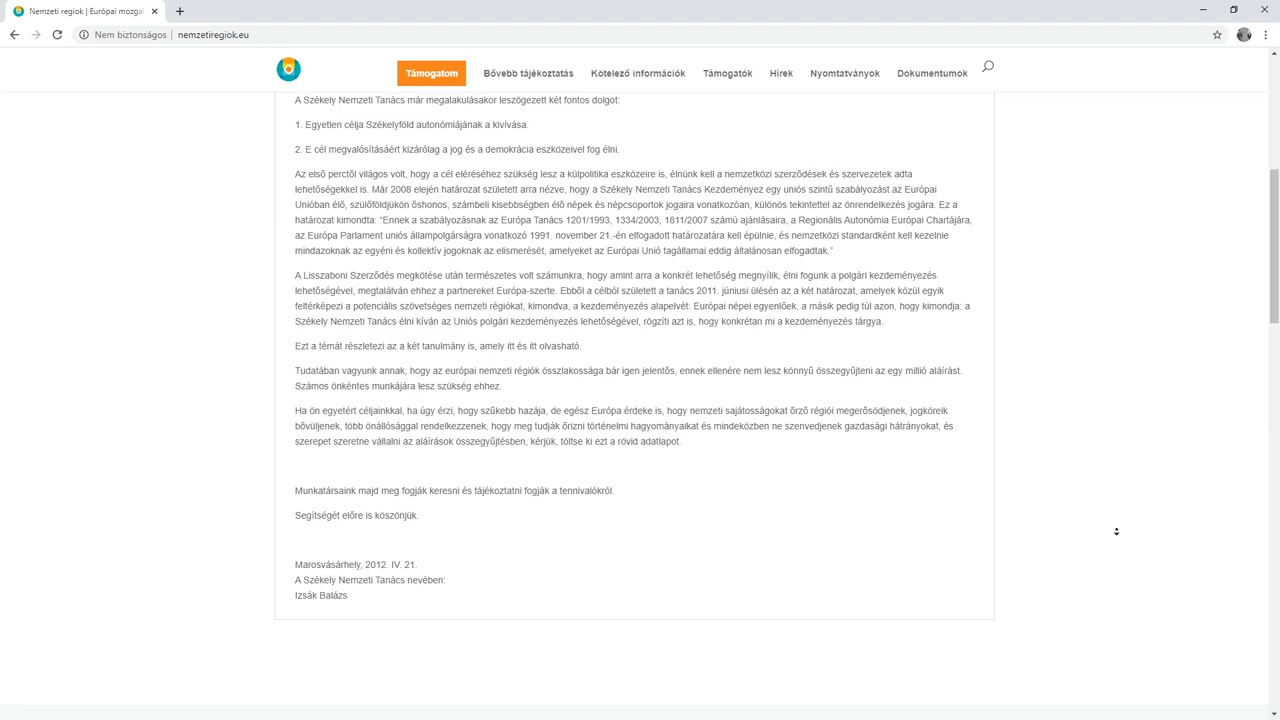 Nemzeti regiok | Európai mozgal
Nem biztonságos
nemzetiregiok.eu
Támogatom
Bővebb tájékoztatás
Kötelező információk
Támogatók
Hírek
Nyomtatványok
Dokumentumok
A Székely Nemzeti Tanács már megalakulásakor leszögezett két fontos dolgot:
1. Egyetlen célja Székelyföld autonómiájának a kivívása.
2. E cél megvalósításáért kizárólag a jog és a demokrácia eszközeivel fog élni.
Az első perctől világos volt, hogy a cél eléréséhez szükség lesz a külpolitika eszközeire is, élnünk kell a nemzetközi szerződések és szervezetek adta
lehetőségekkel is. Már 2008 elején határozat született arra nézve, hogy a Székely Nemzeti Tanács Kezdeményez egy uniós szintű szabályozást az Európai
Unióban élő, szülőföldjükön őshonos, számbeli kisebbségben élő népek és népcsoportok jogaira vonatkozóan, különös tekintettel az önrendelkezés jogára. Ez a
határozat kimondta: “Ennek a szabályozásnak az Európa Tanács 1201/1993, 1334/2003, 1811/2007 számú ajánlásaira, a Regionális Autonómia Európai Chartájára,
az Európa Parlament uniós állampolgárságra vonatkozó 1991. november 21.-én elfogadott határozatára kell épülnie, és nemzetközi standardként kell kezelnie
mindazoknak az egyéni és kollektív jogoknak az elismerését, amelyeket az Európai Unió tagállamai eddig általánosan elfogadtak.”
A Lisszaboni Szerződés megkötése után természetes volt számunkra, hogy amint arra a konkrét lehetőség megnyílik, élni fogunk a polgári kezdeményezés
lehetőségével, megtalálván ehhez a partnereket Európa-szerte. Ebből a célból született a tanács 2011. júniusi ülésén az a két határozat, amelyek közül egyik
feltérképezi a potenciális szövetséges nemzeti régiókat, kimondva, a kezdeményezés alapelvét: Európai népei egyenlőek, a másik pedig túl azon, hogy kimondja: a
Székely Nemzeti Tanács élni kíván az Uniós polgári kezdeményezés lehetőségével, rögzíti azt is, hogy konkrétan mi a kezdeményezés tárgya.
Ezt a témát részletezi az a két tanulmány is, amely itt és itt olvasható.
Tudatában vagyunk annak, hogy az európai nemzeti régiók összlakossága bár igen jelentős, ennek ellenére nem lesz könnyű összegyűjteni az egy millió aláírást.
Számos önkéntes munkájára lesz szükség ehhez.
Ha ön egyetért céljainkkal, ha úgy érzi, hogy szűkebb hazája, de egész Európa érdeke is, hogy nemzeti sajátosságokat őrző régiói megerősödjenek, jogköreik
bővüljenek, több önállósággal rendelkezzenek, hogy meg tudják őrizni történelmi hagyományaikat és mindeközben ne szenvedjenek gazdasági hátrányokat, és
szerepet szeretne vállalni az aláírások összegyűjtésben, kérjük, töltse ki ezt a rövid adatlapot.
Munkatársaink majd meg fogják keresni és tájékoztatni fogják a tennivalókról.
Segítségét előre is köszönjük.
Marosvásárhely, 2012. IV. 21.
A Székely Nemzeti Tanács nevében:
Izsák Balázs